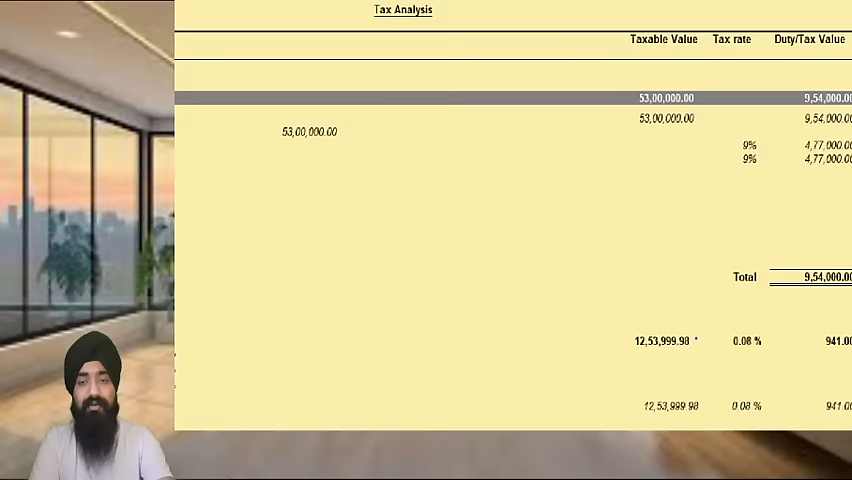 Tax Analysis
Taxable Value Tax rate Duty/Tax Value
53,00,000.00 9,54,000.00
53,00,000.00 9,54,000.00
53,00,000.00
9% 4,77,000.00
9% 4,77,000.00
Total 9,54,000.00
12,53,999.98 * 0.08 % 941.00
12,53,999.98 0.08 % 941.00